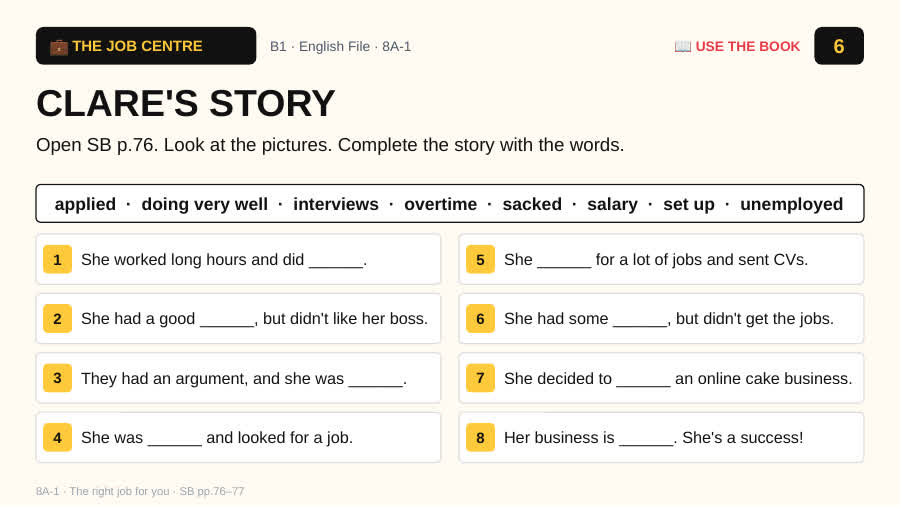 💼 THE JOB CENTRE
B1 · English File · 8A-1
📖 USE THE BOOK
6
CLARE'S STORY
Open SB p.76. Look at the pictures. Complete the story with the words.
applied · doing very well · interviews · overtime · sacked · salary · set up · unemployed
1 She worked long hours and did ______.
2 She had a good ______, but didn't like her boss.
3 They had an argument, and she was ______.
4 She was ______ and looked for a job.
5 She ______ for a lot of jobs and sent CVs.
6 She had some ______, but didn't get the jobs.
7 She decided to ______ an online cake business.
8 Her business is ______. She's a success!
8A-1 · The right job for you · SB pp.76–77